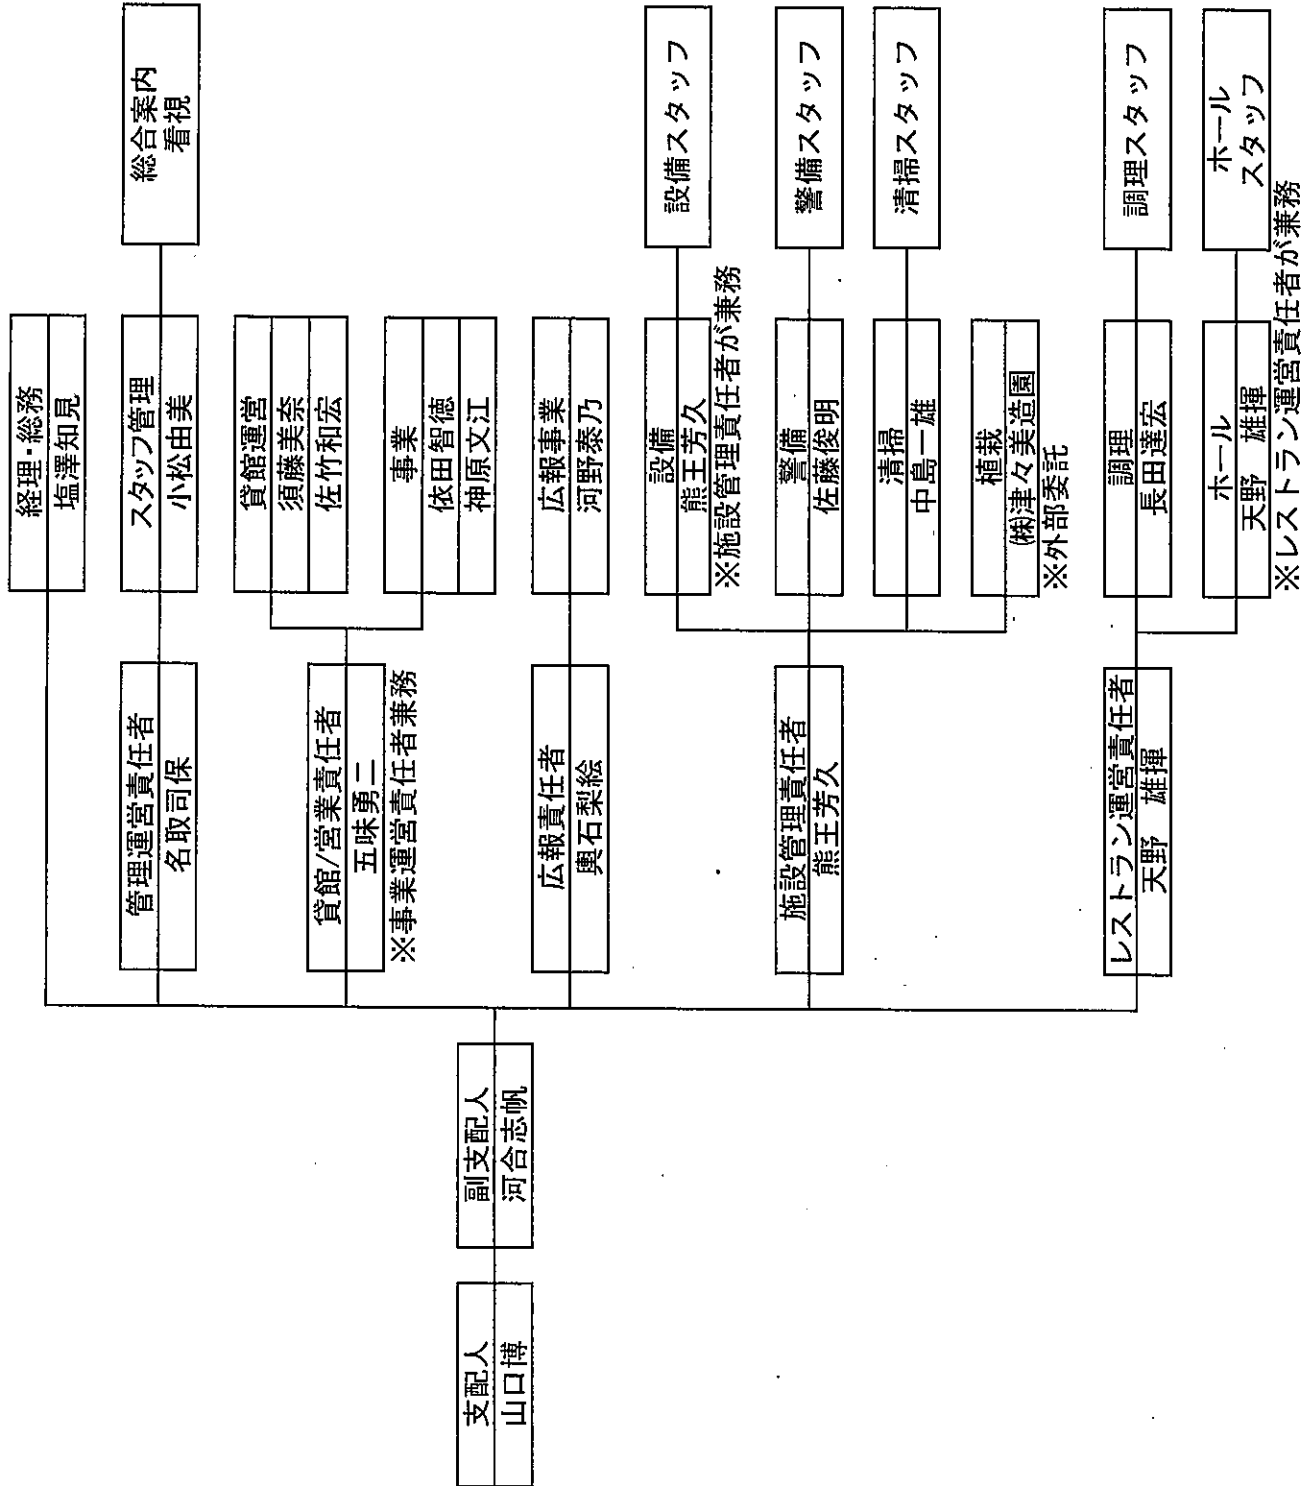 支配人
山口博
副支配人
河合志帆
経理・総務
塩澤知見
管理運営責任者
名取司保
スタッフ管理
小松由美
総合案内
看視
貸館/営業責任者
五味勇二
※事業運営責任者兼務
貸館運営
須藤美奈
佐竹和宏
事業
依田智徳
神原文江
広報責任者
輿石梨絵
広報事業
河野泰乃
施設管理責任者
熊王芳久
設備
熊王芳久
※施設管理責任者が兼務
設備スタッフ
警備
佐藤俊明
警備スタッフ
清掃
中島一雄
清掃スタッフ
植栽
㈱津々美造園
※外部委託
レストラン運営責任者
天野 雄揮
調理
長田達宏
調理スタッフ
ホール
天野 雄揮
※レストラン運営責任者が兼務
ホール
スタッフ